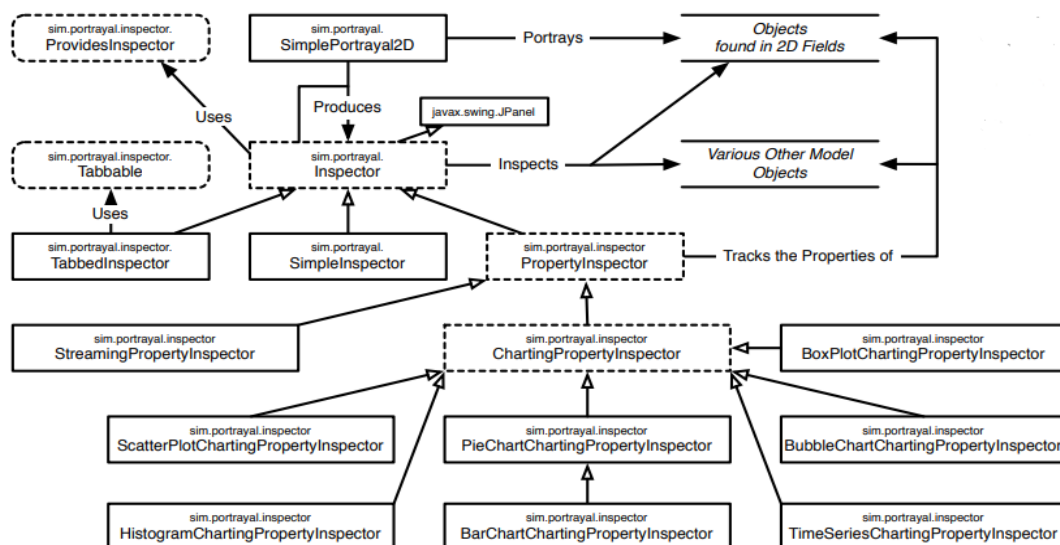 sim.portrayal.inspector.
ProvidesInspector
sim.portrayal.
SimplePortrayal2D
Portrays
Objects
found in 2D Fields
Uses
Produces
javax.swing.JPanel
sim.portrayal.inspector.
Tabbable
sim.portrayal.
Inspector
Inspects
Various Other Model
Objects
Uses
sim.portrayal.inspector.
TabbedInspector
sim.portrayal.
SimpleInspector
sim.portrayal.inspector
PropertyInspector
Tracks the Properties of
sim.portrayal.inspector
StreamingPropertyInspector
sim.portrayal.inspector
ChartingPropertyInspector
sim.portrayal.inspector
BoxPlotChartingPropertyInspector
sim.portrayal.inspector
ScatterPlotChartingPropertyInspector
sim.portrayal.inspector
PieChartChartingPropertyInspector
sim.portrayal.inspector
BubbleChartChartingPropertyInspector
sim.portrayal.inspector
HistogramChartingPropertyInspector
sim.portrayal.inspector
BarChartChartingPropertyInspector
sim.portrayal.inspector
TimeSeriesChartingPropertyInspector